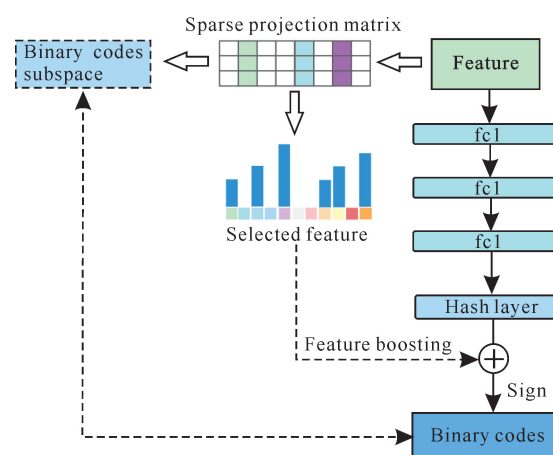 Sparse projection matrix
Binary codes
subspace
Feature
fc1
fc1
Selected feature
fc1
Hash layer
Feature boosting
Sign
Binary codes